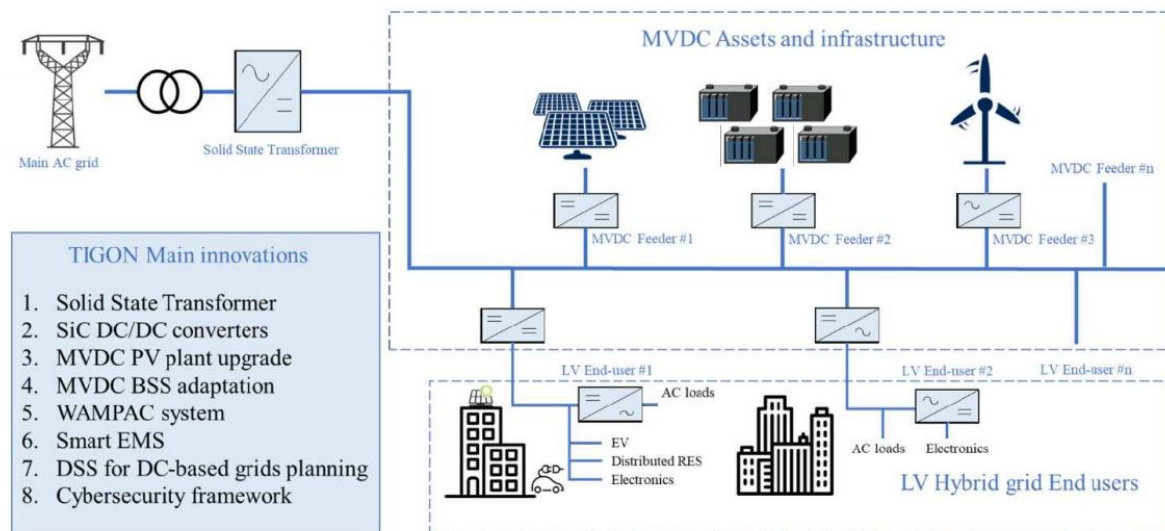 MVDC Assets and infrastructure
Main AC grid
Solid State Transformer
MVDC Feeder #n
MVDC Feeder #1
MVDC Feeder #2
MVDC Feeder #3
TIGON Main innovations
1. Solid State Transformer
2. SiC DC/DC converters
3. MVDC PV plant upgrade
4. MVDC BSS adaptation
5. WAMPAC system
6. Smart EMS
7. DSS for DC-based grids planning
8. Cybersecurity framework
LV End-user #1
LV End-user #2
LV End-user #n
AC loads
EV
Distributed RES
Electronics
AC loads
Electronics
LV Hybrid grid End users